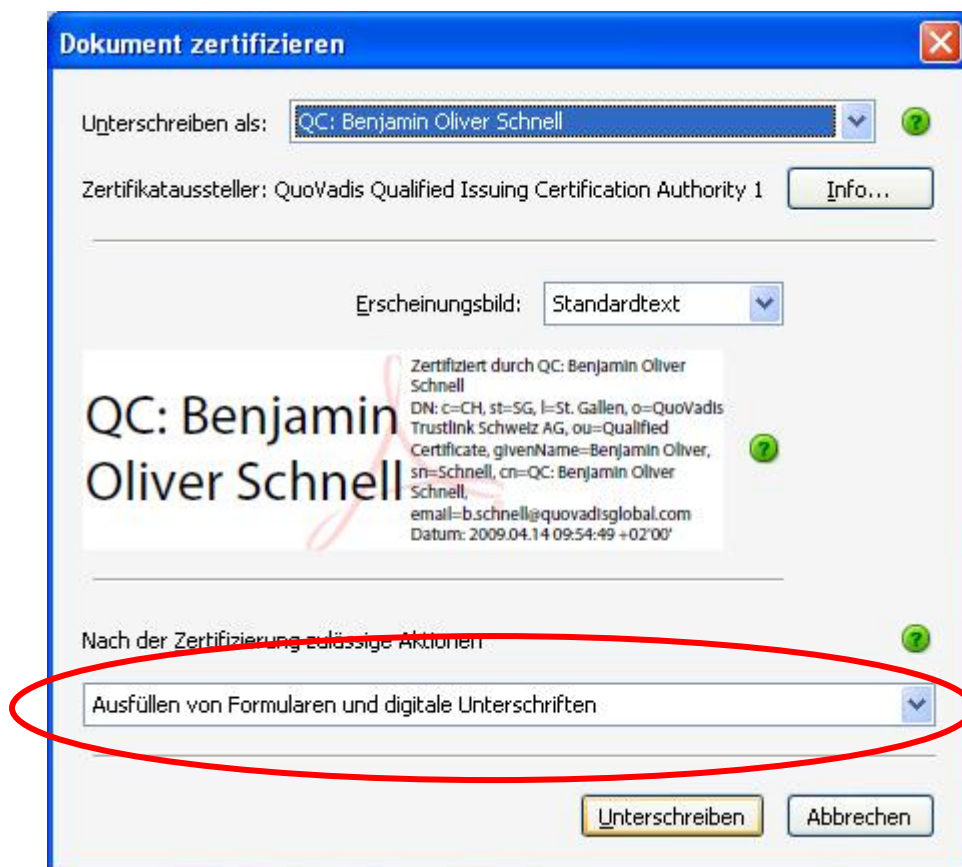 Dokument zertifizieren
Unterschreiben als: QC: Benjamin Oliver Schnell
Zertifikataussteller: QuoVadis Qualified Issuing Certification Authority 1 Info...
Erscheinungsbild: Standardtext
QC: Benjamin
Oliver Schnell
Zertifiziert durch QC: Benjamin Oliver
Schnell
DN: c=CH, st=SG, l=St. Gallen, o=QuoVadis
Trustlink Schweiz AG, ou=Qualified
Certificate, givenName=Benjamin Oliver,
sn=Schnell, cn=QC: Benjamin Oliver
Schnell,
email=b.schnell@quovadisglobal.com
Datum: 2009.04.14 09:54:49 +02'00'
Nach der Zertifizierung zulässige Aktionen
Ausfüllen von Formularen und digitale Unterschriften
Unterschreiben Abbrechen